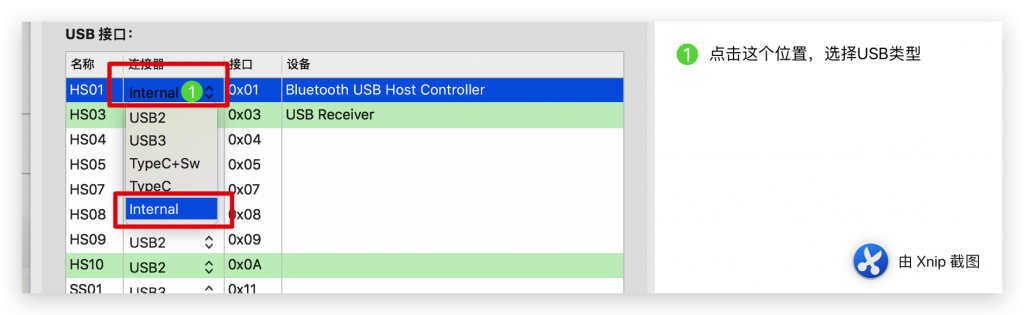 USB 接口：
名称 连接器 接口 设备
HS01 Internal 1 0x01 Bluetooth USB Host Controller
HS03 USB2 0x03 USB Receiver
HS04 USB3 0x04
HS05 TypeC+Sw 0x05
HS07 TypeC 0x07
HS08 Internal 0x08
HS09 USB2 0x09
HS10 USB2 0x0A
SS01 USB3 0x11
1 点击这个位置，选择USB类型
由 Xnip 截图